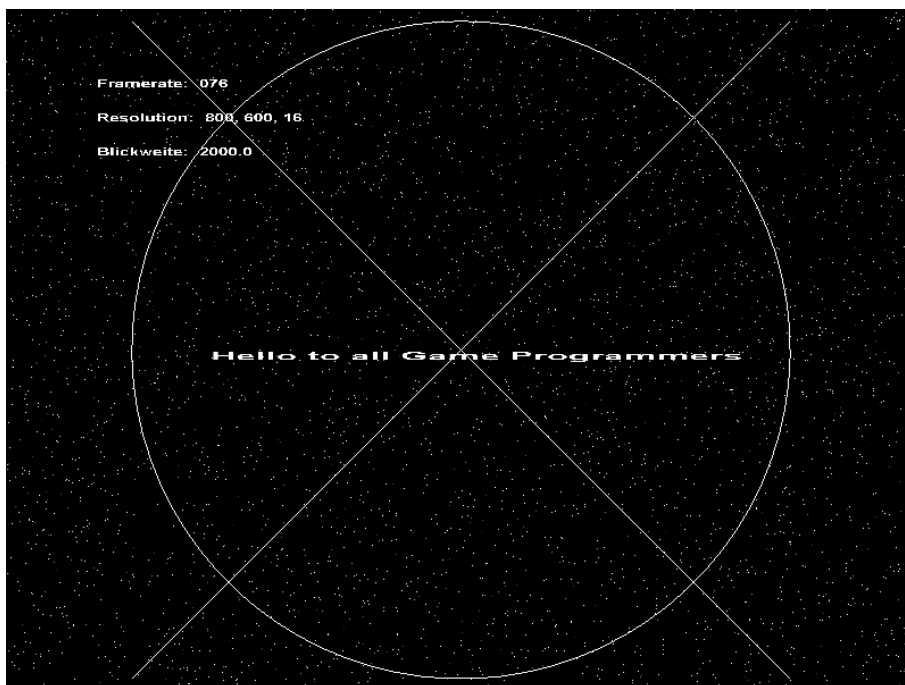 Framerate: 076
Resolution: 800, 600, 16
Blickweite: 2000.0
Hello to all Game Programmers